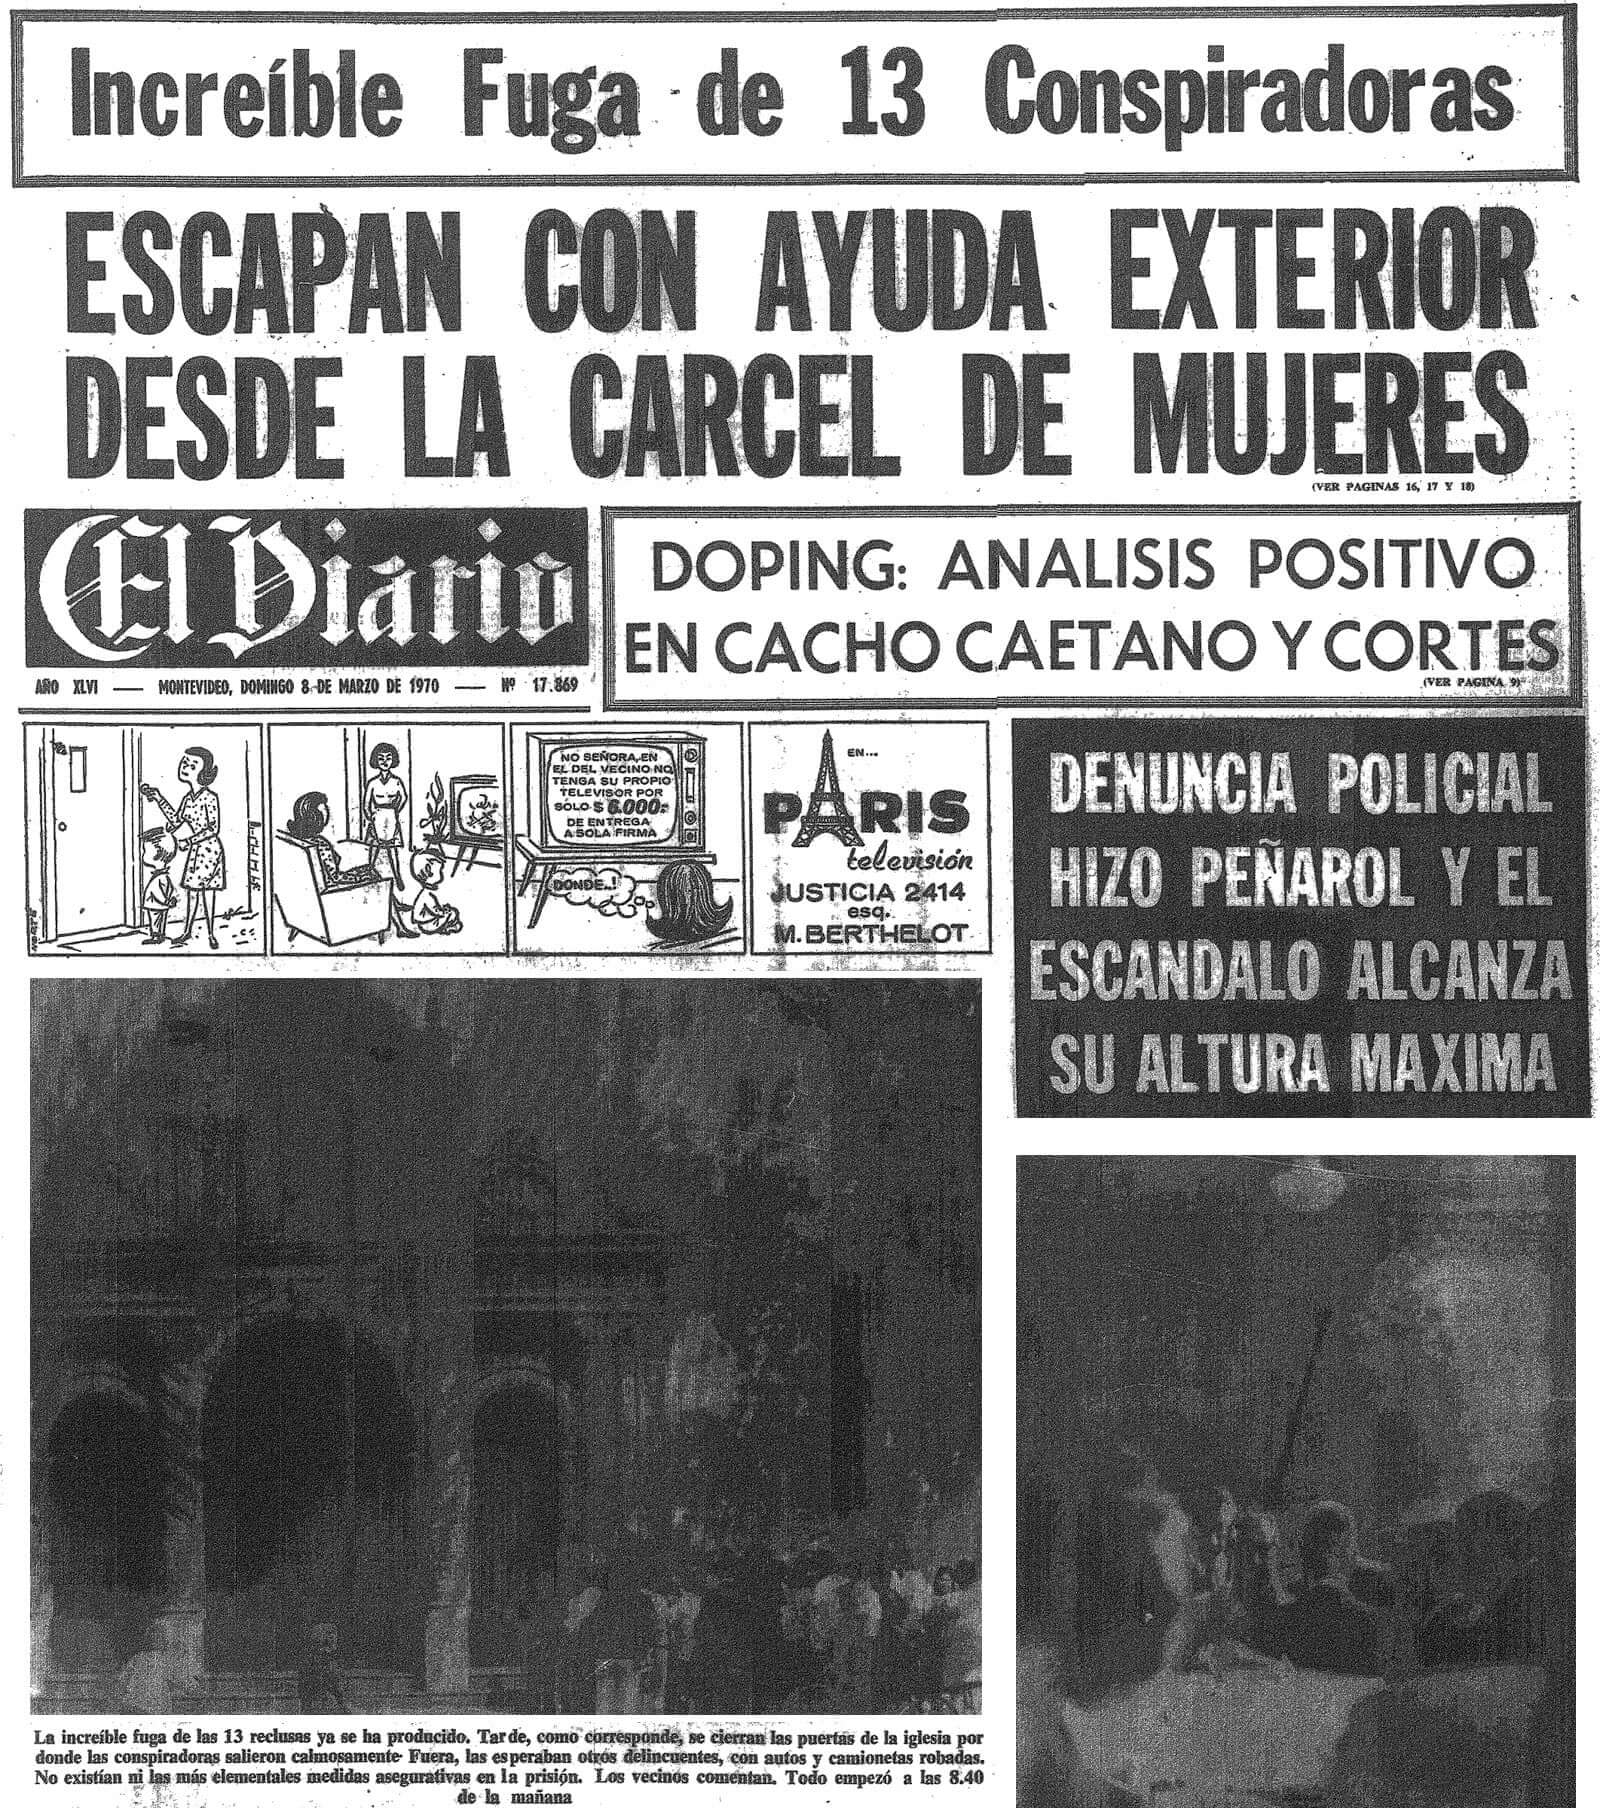 Increíble Fuga de 13 Conspiradoras
ESCAPAN CON AYUDA EXTERIOR
DESDE LA CARCEL DE MUJERES
(VER PAGINAS 16, 17 Y 18)
El Diario
AÑO XLVI — MONTEVIDEO, DOMINGO 8 DE MARZO DE 1970 — Nº 17.869
DOPING: ANALISIS POSITIVO
EN CACHO CAETANO Y CORTES
(VER PAGINA 9)
NO SEÑORA, EN
EL DEL VECINO NO,
TENGA SU PROPIO
TELEVISOR POR
SOLO $ 6.000.-
DE ENTREGA
A SOLA FIRMA
DONDE..!
EN...
PARIS
televisión
JUSTICIA 2414
esq.
M. BERTHELOT
DENUNCIA POLICIAL
HIZO PEÑAROL Y EL
ESCANDALO ALCANZA
SU ALTURA MAXIMA
La increíble fuga de las 13 reclusas ya se ha producido. Tarde, como corresponde, se cierran las puertas de la iglesia por
donde las conspiradoras salieron calmosamente. Fuera, las esperaban otros delincuentes, con autos y camionetas robadas.
No existían ni las más elementales medidas asegurativas en la prisión. Los vecinos comentan. Todo empezó a las 8.40
de la mañana